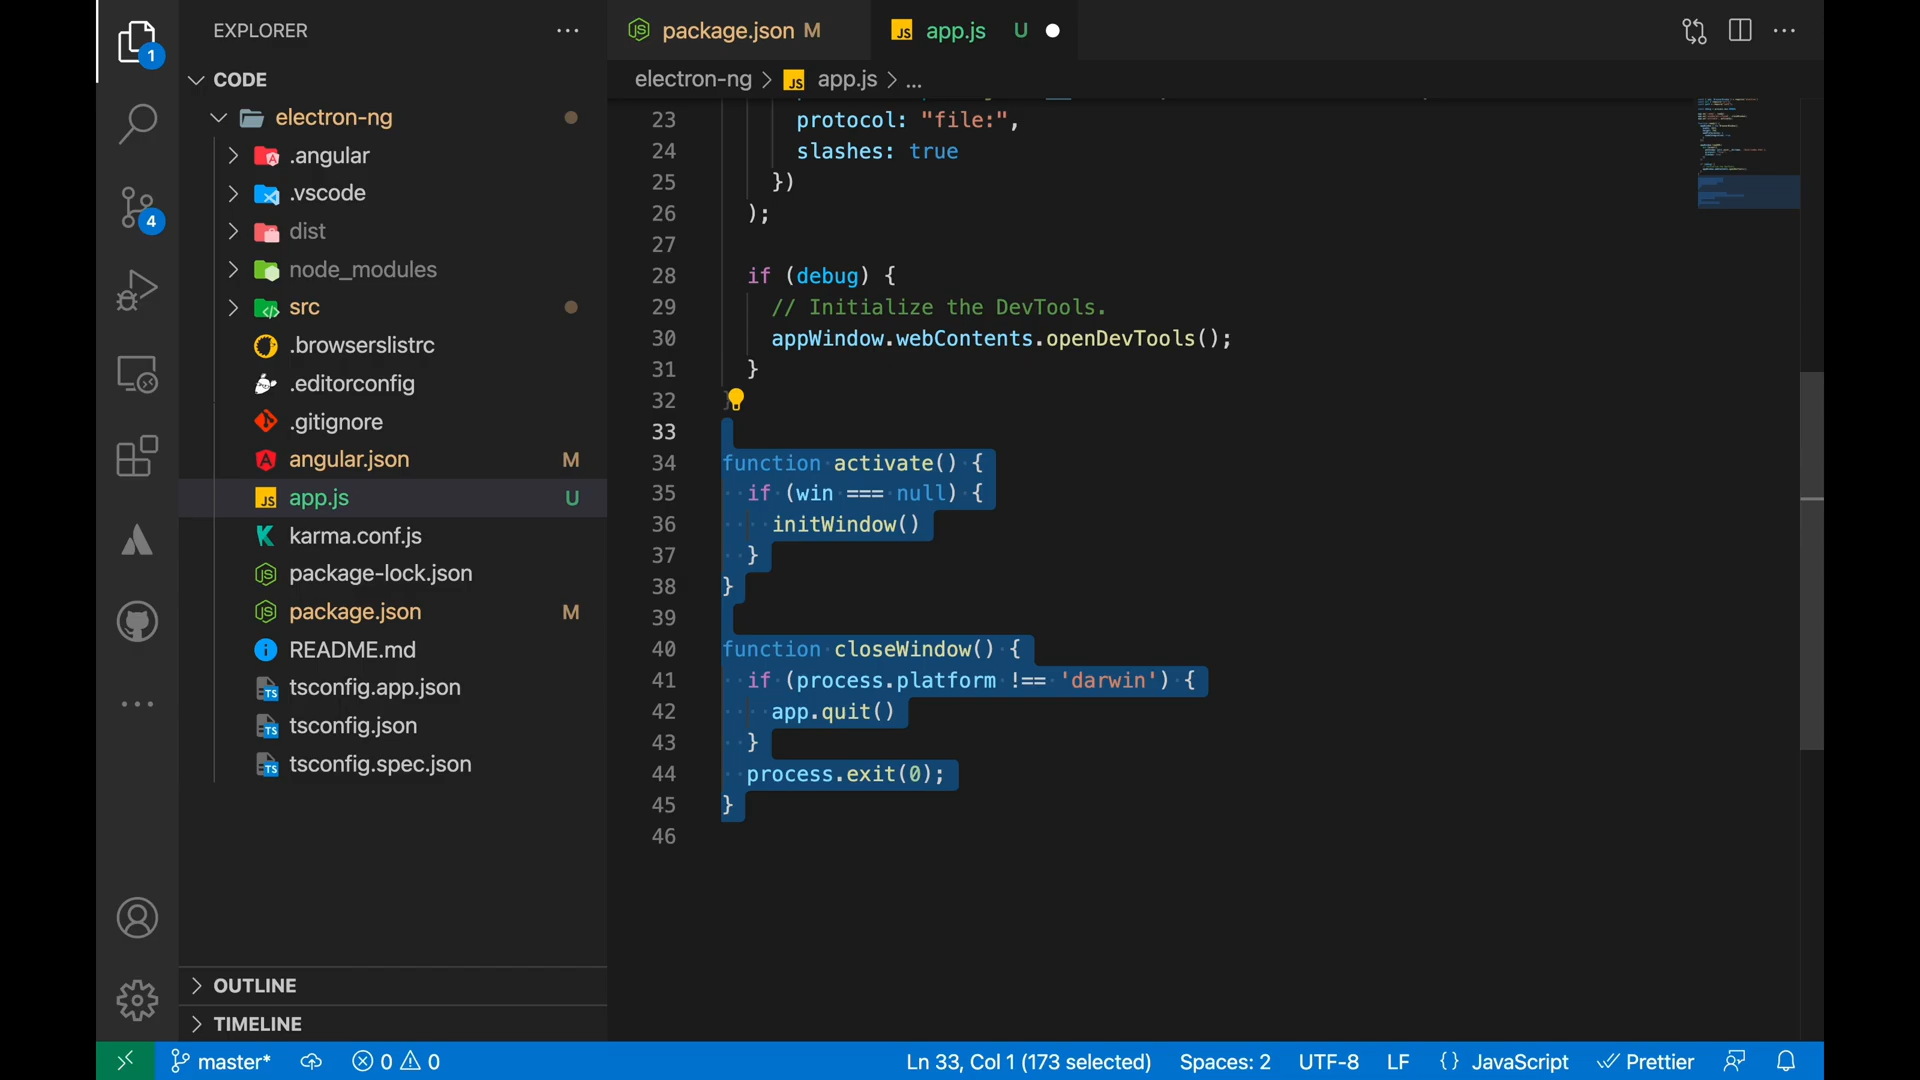 EXPLORER
CODE
electron-ng
.angular
.vscode
dist
node_modules
src
.browserslistrc
.editorconfig
.gitignore
angular.json M
app.js U
karma.conf.js
package-lock.json
package.json M
README.md
tsconfig.app.json
tsconfig.json
tsconfig.spec.json
OUTLINE
TIMELINE
1
4
package.json M
app.js U
electron-ng > app.js > ...
23 protocol: "file:",
24 slashes: true
25 })
26 );
27
28 if (debug) {
29 // Initialize the DevTools.
30 appWindow.webContents.openDevTools();
31 }
32 }
33
34 function activate() {
35 if (win === null) {
36 initWindow()
37 }
38 }
39
40 function closeWindow() {
41 if (process.platform !== 'darwin') {
42 app.quit()
43 }
44 process.exit(0);
45 }
46
master* 0 0 Ln 33, Col 1 (173 selected) Spaces: 2 UTF-8 LF {} JavaScript Prettier